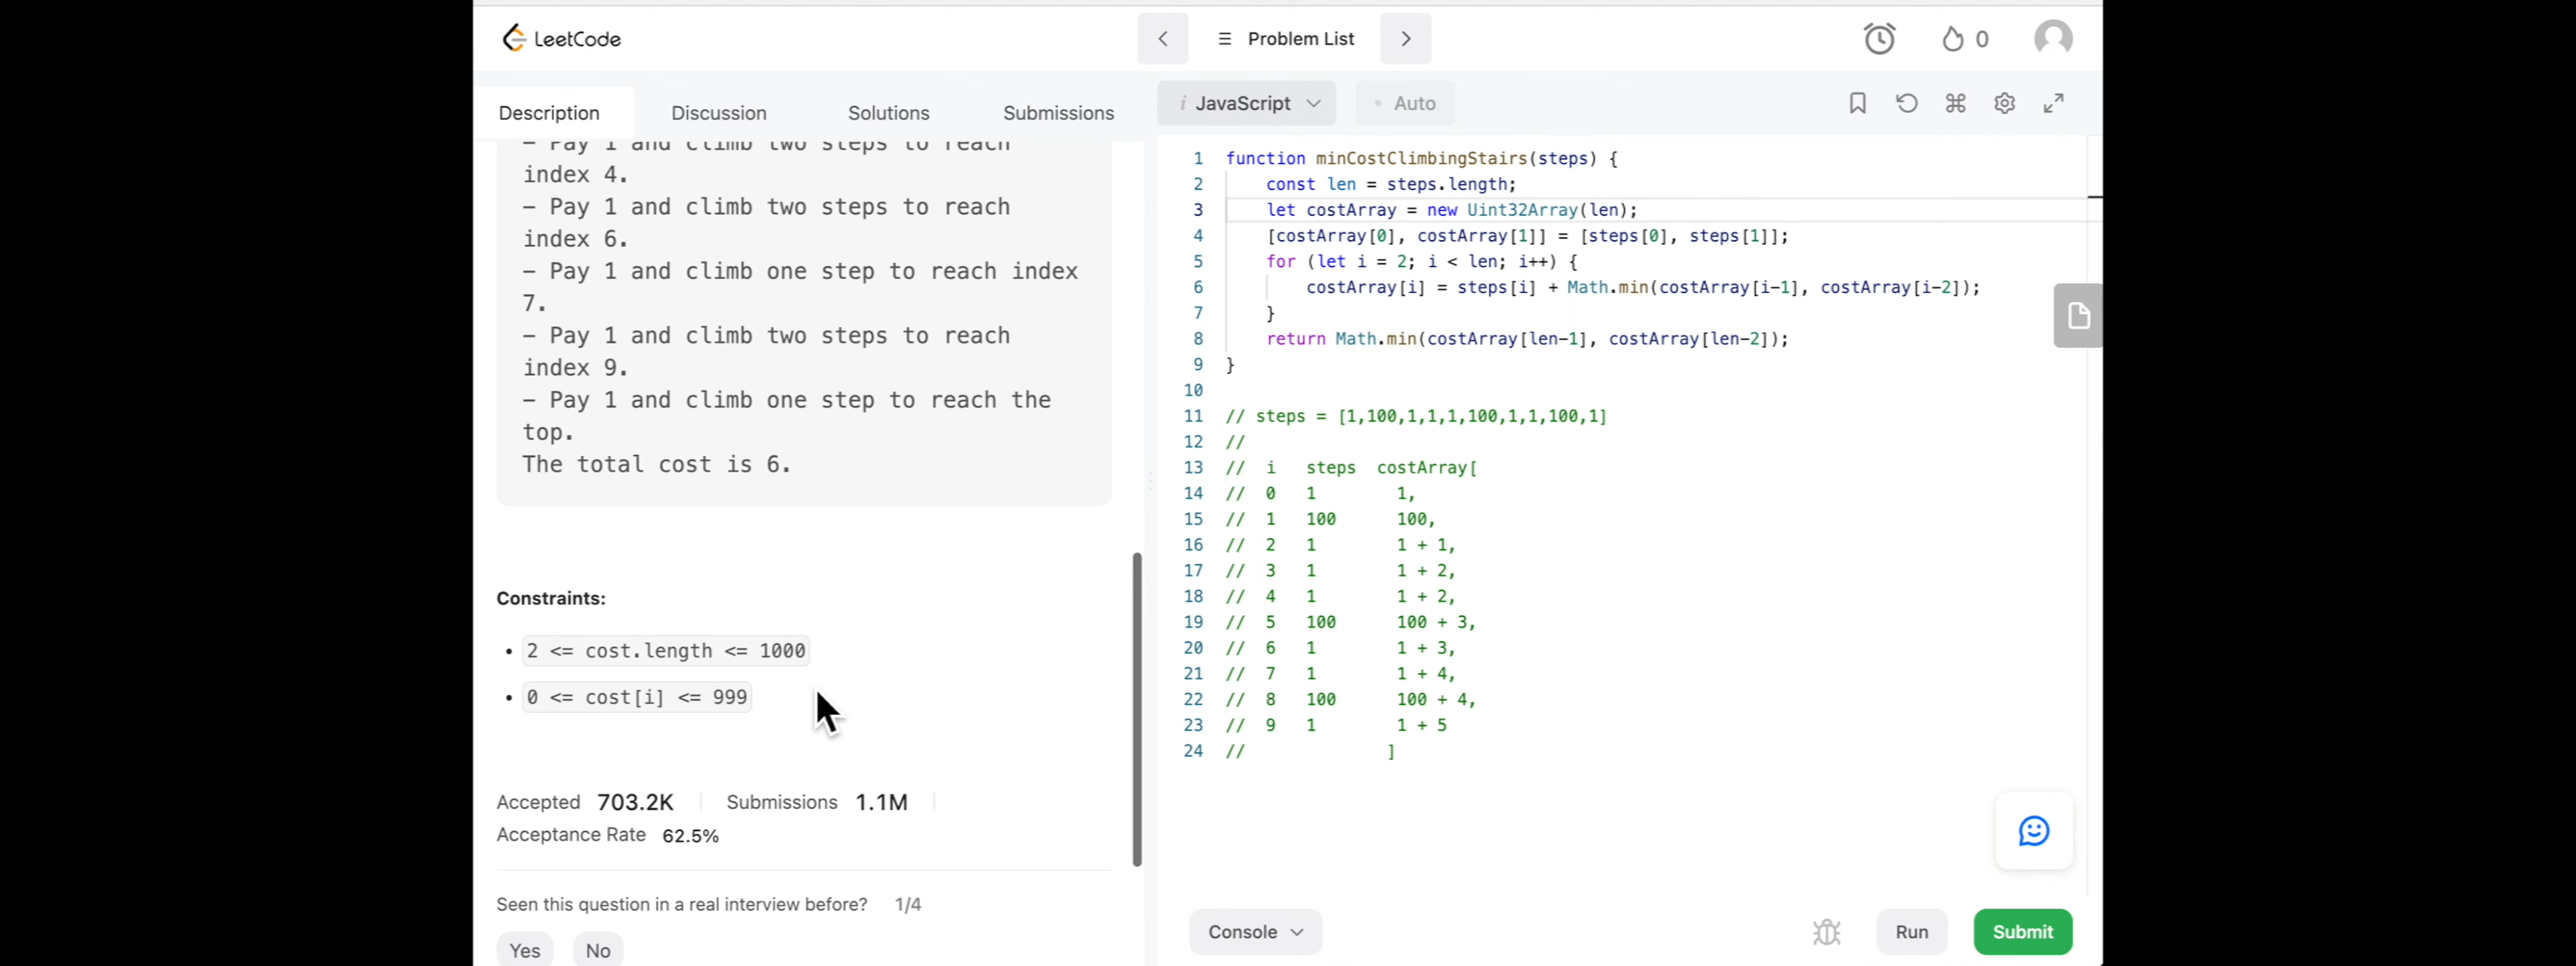 LeetCode
Problem List
0
Description
Discussion
Solutions
Submissions
– Pay 1 and climb two steps to reach
index 4.
– Pay 1 and climb two steps to reach
index 6.
– Pay 1 and climb one step to reach index
7.
– Pay 1 and climb two steps to reach
index 9.
– Pay 1 and climb one step to reach the
top.
The total cost is 6.
Constraints:
• 2 <= cost.length <= 1000
• 0 <= cost[i] <= 999
Accepted 703.2K Submissions 1.1M
Acceptance Rate 62.5%
Seen this question in a real interview before? 1/4
Yes No
i JavaScript
• Auto
1 function minCostClimbingStairs(steps) {
2 const len = steps.length;
3 let costArray = new Uint32Array(len);
4 [costArray[0], costArray[1]] = [steps[0], steps[1]];
5 for (let i = 2; i < len; i++) {
6 costArray[i] = steps[i] + Math.min(costArray[i-1], costArray[i-2]);
7 }
8 return Math.min(costArray[len-1], costArray[len-2]);
9 }
10
11 // steps = [1,100,1,1,1,100,1,1,100,1]
12 //
13 // i steps costArray[
14 // 0 1 1,
15 // 1 100 100,
16 // 2 1 1 + 1,
17 // 3 1 1 + 2,
18 // 4 1 1 + 2,
19 // 5 100 100 + 3,
20 // 6 1 1 + 3,
21 // 7 1 1 + 4,
22 // 8 100 100 + 4,
23 // 9 1 1 + 5
24 // ]
Console
Run
Submit